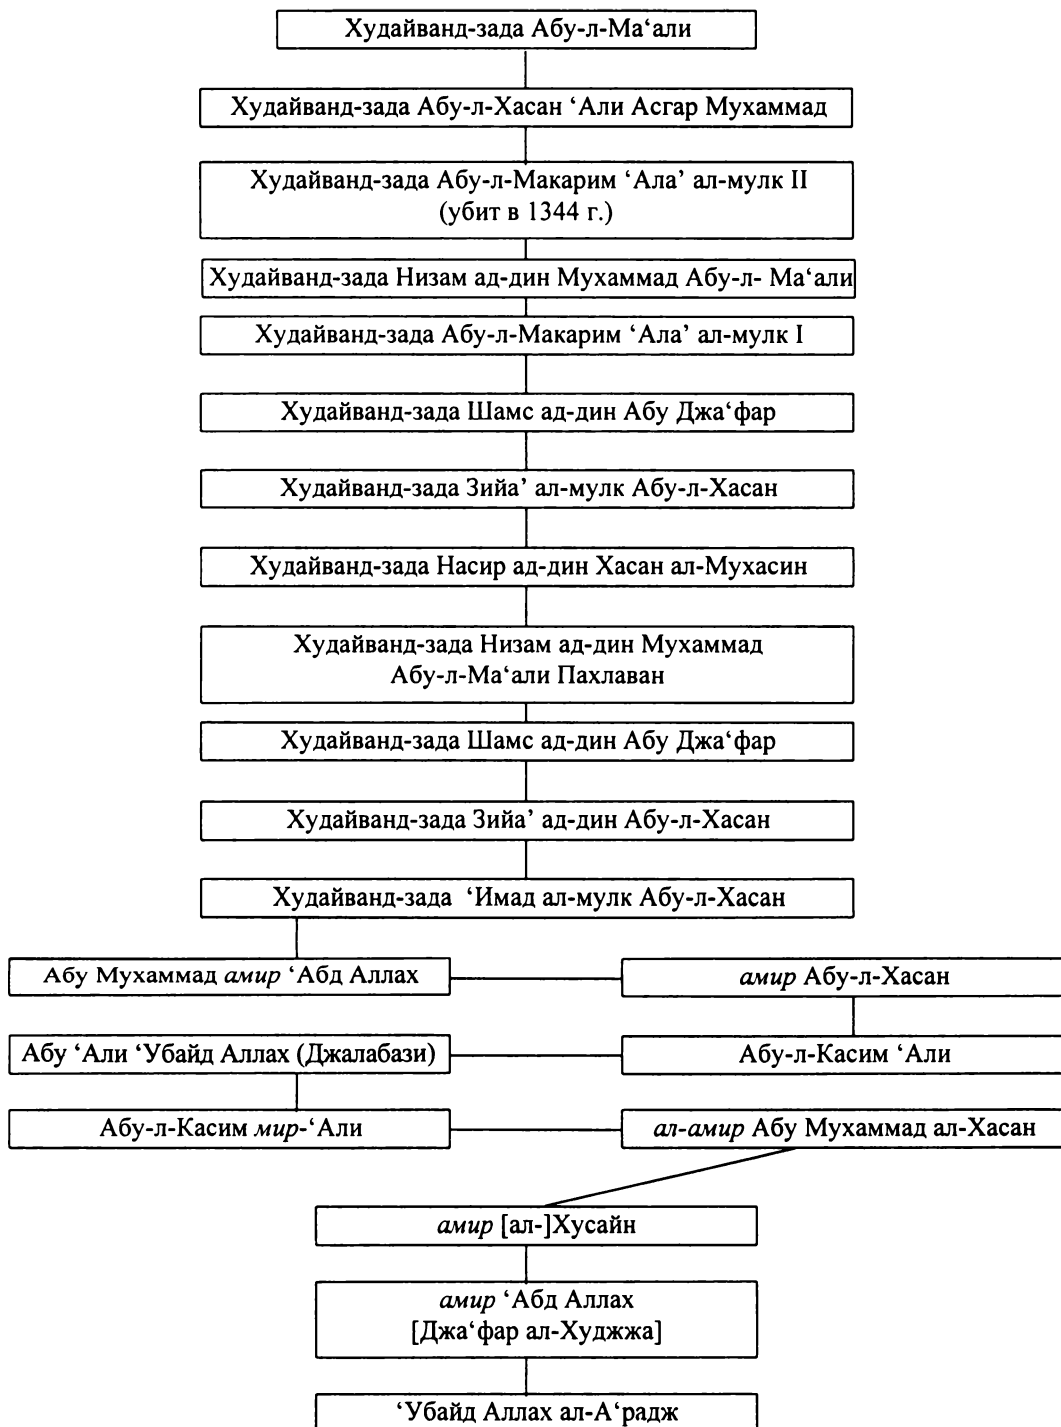 Худайванд-зада Абу-л-Ма‘али
Худайванд-зада Абу-л-Хасан ‘Али Асгар Мухаммад
Худайванд-зада Абу-л-Макарим ‘Ала’ ал-мулк II
(убит в 1344 г.)
Худайванд-зада Низам ад-дин Мухаммад Абу-л- Ма‘али
Худайванд-зада Абу-л-Макарим ‘Ала’ ал-мулк I
Худайванд-зада Шамс ад-дин Абу Джа‘фар
Худайванд-зада Зийа’ ал-мулк Абу-л-Хасан
Худайванд-зада Насир ад-дин Хасан ал-Мухасин
Худайванд-зада Низам ад-дин Мухаммад
Абу-л-Ма‘али Пахлаван
Худайванд-зада Шамс ад-дин Абу Джа‘фар
Худайванд-зада Зийа’ ад-дин Абу-л-Хасан
Худайванд-зада ‘Имад ал-мулк Абу-л-Хасан
Абу Мухаммад амир ‘Абд Аллах
амир Абу-л-Хасан
Абу ‘Али ‘Убайд Аллах (Джалабази)
Абу-л-Касим ‘Али
Абу-л-Касим мир-‘Али
ал-амир Абу Мухаммад ал-Хасан
амир [ал-]Хусайн
амир ‘Абд Аллах
[Джа‘фар ал-Худжжа]
‘Убайд Аллах ал-А‘радж